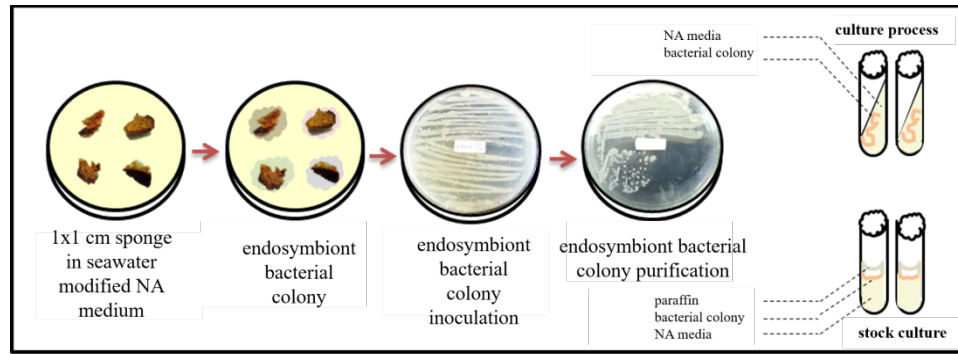 NA media
bacterial colony
culture process
1x1 cm sponge
in seawater
modified NA
medium
endosymbiont
bacterial
colony
endosymbiont
bacterial
colony
inoculation
endosymbiont bacterial
colony purification
paraffin
bacterial colony
NA media
stock culture